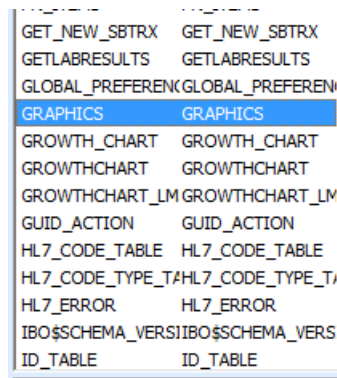 GET_NEW_SBTRX GET_NEW_SBTRX
GETLABRESULTS GETLABRESULTS
GLOBAL_PREFERENC GLOBAL_PREFEREN
GRAPHICS GRAPHICS
GROWTH_CHART GROWTH_CHART
GROWTHCHART GROWTHCHART
GROWTHCHART_LM GROWTHCHART_LM
GUID_ACTION GUID_ACTION
HL7_CODE_TABLE HL7_CODE_TABLE
HL7_CODE_TYPE_TA HL7_CODE_TYPE_TA
HL7_ERROR HL7_ERROR
IBO$SCHEMA_VERSI IBO$SCHEMA_VERS
ID_TABLE ID_TABLE